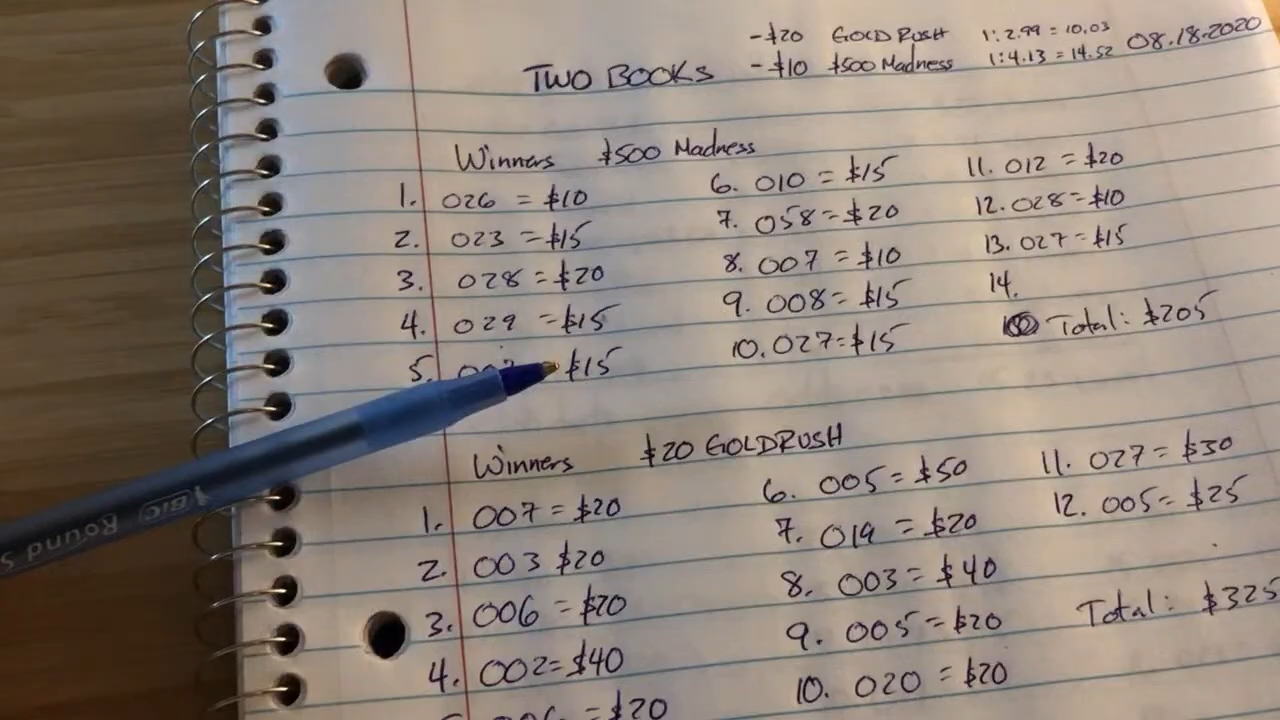 -$20 GOLD RUSH 1:2.99 = 10.03 08.18.2020
TWO BOOKS -$10 $500 Madness 1:4.13 = 14.52
Winners $500 Madness
1. 026 = $10
2. 023 = $15
3. 028 = $20
4. 029 = $15
5. = $15
6. 010 = $15
7. 058 = $20
8. 007 = $10
9. 008 = $15
10. 027 = $15
11. 012 = $20
12. 028 = $10
13. 027 = $15
14.
Total: $205
Winners $20 GOLDRUSH
1. 007 = $20
2. 003 $20
3. 006 = $20
4. 002 = $40
= $20
6. 005 = $50
7. 019 = $20
8. 003 = $40
9. 005 = $20
10. 020 = $20
11. 027 = $30
12. 005 = $25
Total: $325
BIC Round S